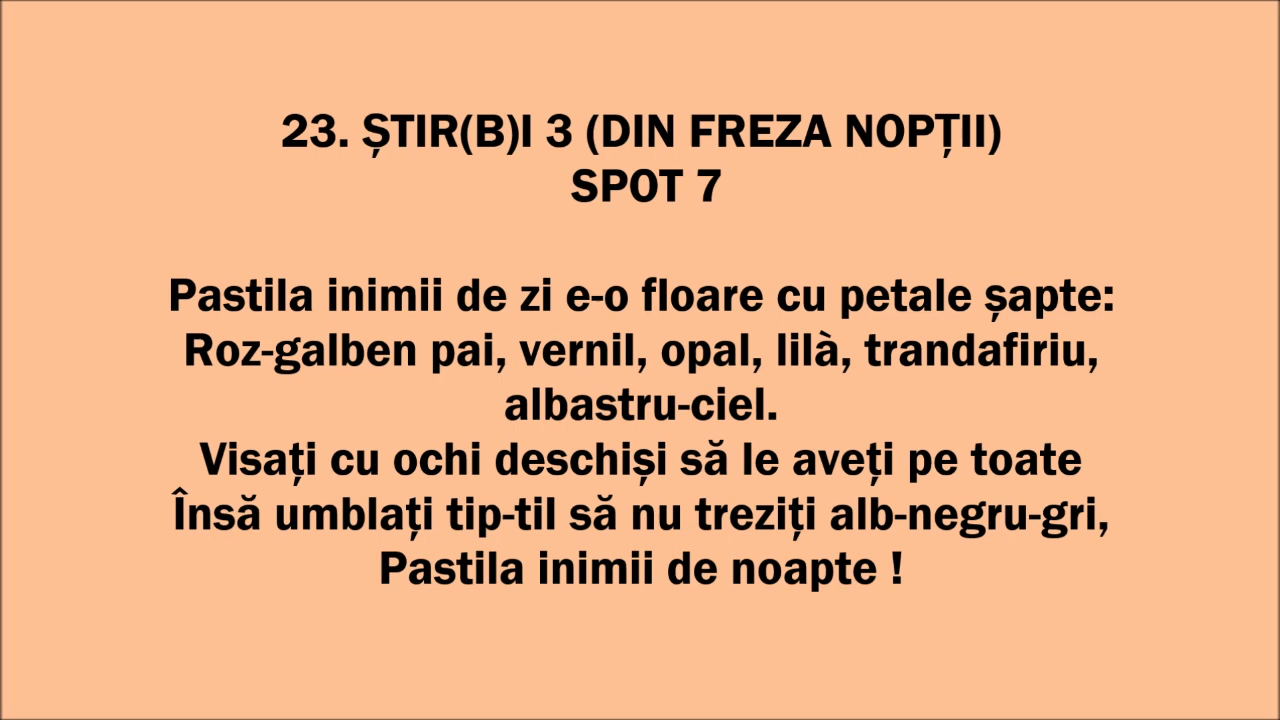 23. ȘTIR(B)I 3 (DIN FREZA NOPȚII)
SPOT 7
Pastila inimii de zi e-o floare cu petale șapte:
Roz-galben pai, vernil, opal, lilà, trandafiriu,
albastru-ciel.
Visați cu ochi deschiși să le aveți pe toate
Însă umblați tip-til să nu treziți alb-negru-gri,
Pastila inimii de noapte !